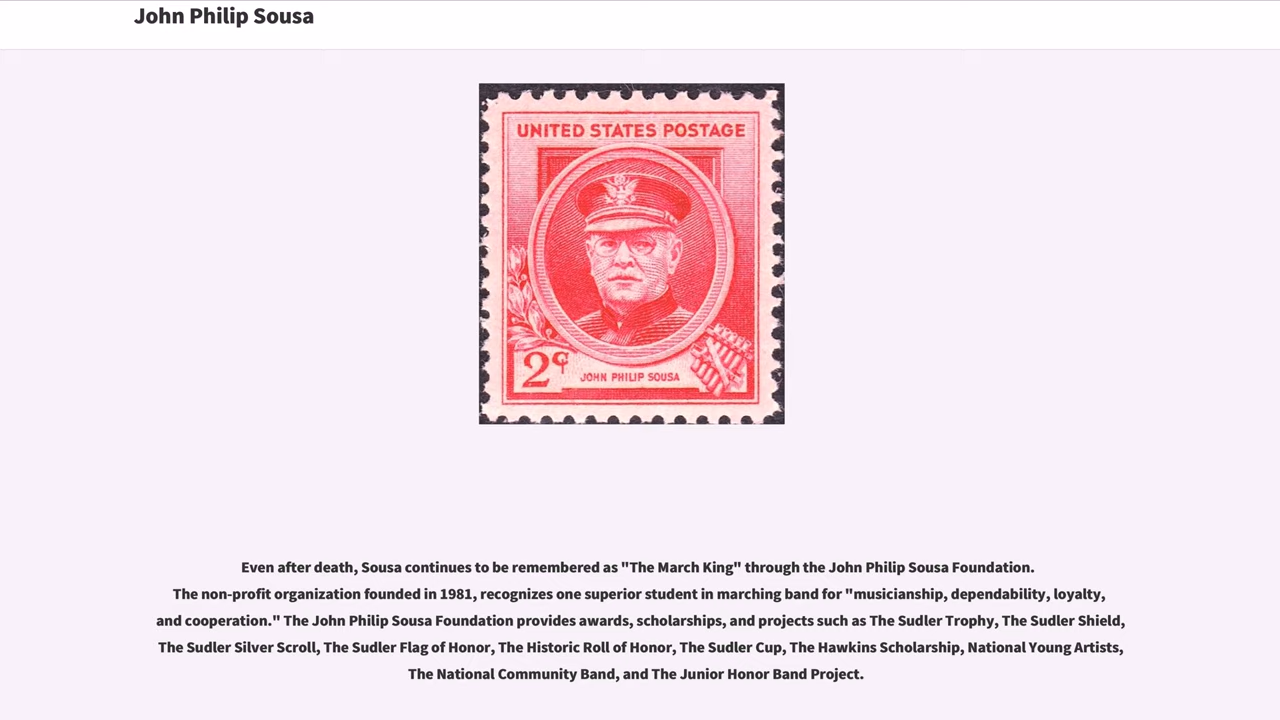 John Philip Sousa
UNITED STATES POSTAGE
2¢
JOHN PHILIP SOUSA
Even after death, Sousa continues to be remembered as "The March King" through the John Philip Sousa Foundation.
The non-profit organization founded in 1981, recognizes one superior student in marching band for "musicianship, dependability, loyalty,
and cooperation." The John Philip Sousa Foundation provides awards, scholarships, and projects such as The Sudler Trophy, The Sudler Shield,
The Sudler Silver Scroll, The Sudler Flag of Honor, The Historic Roll of Honor, The Sudler Cup, The Hawkins Scholarship, National Young Artists,
The National Community Band, and The Junior Honor Band Project.